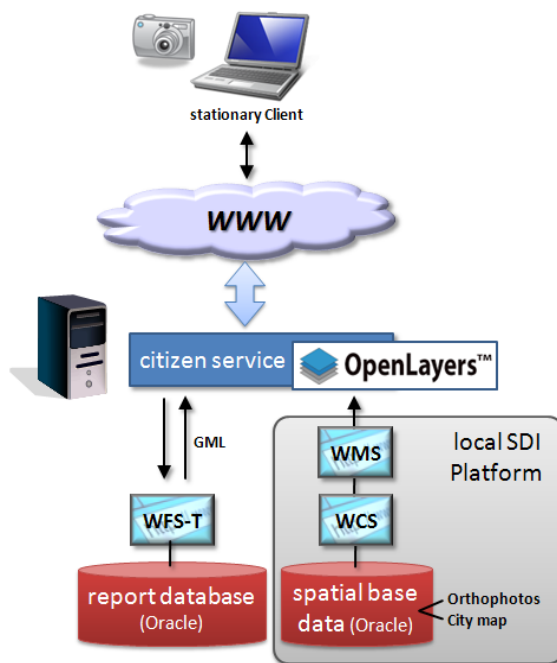 stationary Client
WWW
citizen service
OpenLayers™
GML
WMS
local SDI
Platform
WFS-T
WCS
report database
(Oracle)
spatial base
data (Oracle)
Orthophotos
City map